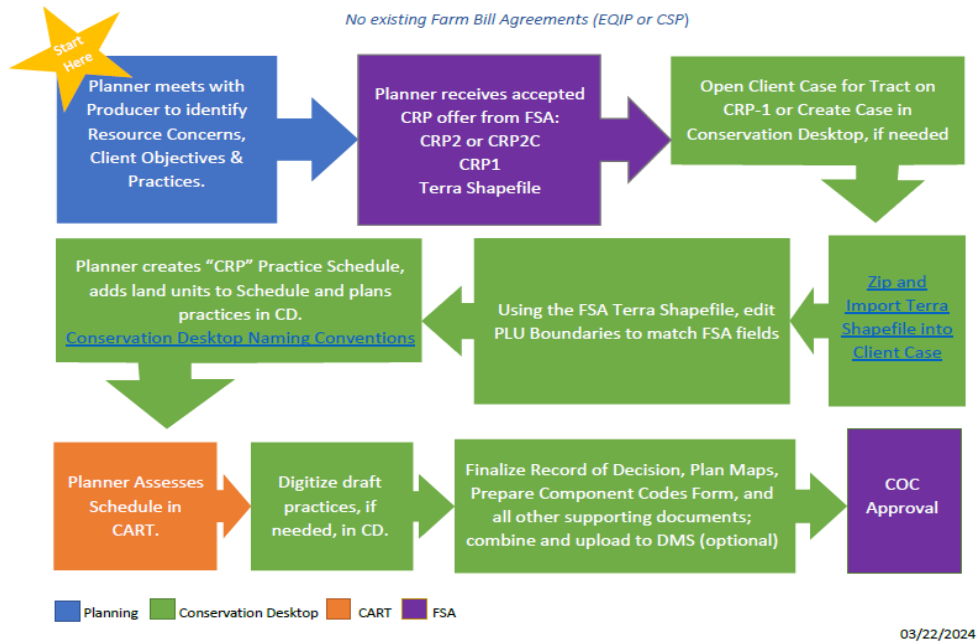 No existing Farm Bill Agreements (EQIP or CSP)
Start
Here
Planner meets with
Producer to identify
Resource Concerns,
Client Objectives &
Practices.
Planner receives accepted
CRP offer from FSA:
CRP2 or CRP2C
CRP1
Terra Shapefile
Open Client Case for Tract on
CRP-1 or Create Case in
Conservation Desktop, if needed
Zip and
Import Terra
Shapefile into
Client Case
Using the FSA Terra Shapefile, edit
PLU Boundaries to match FSA fields
Planner creates “CRP” Practice Schedule,
adds land units to Schedule and plans
practices in CD.
Conservation Desktop Naming Conventions
Planner Assesses
Schedule in
CART.
Digitize draft
practices, if
needed, in CD.
Finalize Record of Decision, Plan Maps,
Prepare Component Codes Form, and
all other supporting documents;
combine and upload to DMS (optional)
COC
Approval
Planning
Conservation Desktop
CART
FSA
03/22/2024